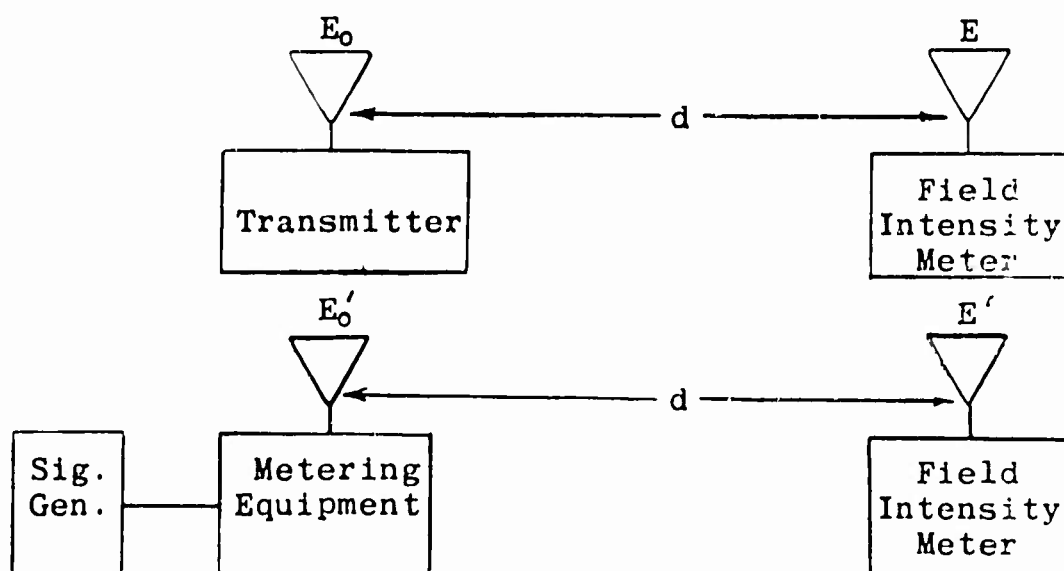 E₀
E
d
Transmitter
Field
Intensity
Meter
E₀′
E′
d
Sig.
Gen.
Metering
Equipment
Field
Intensity
Meter